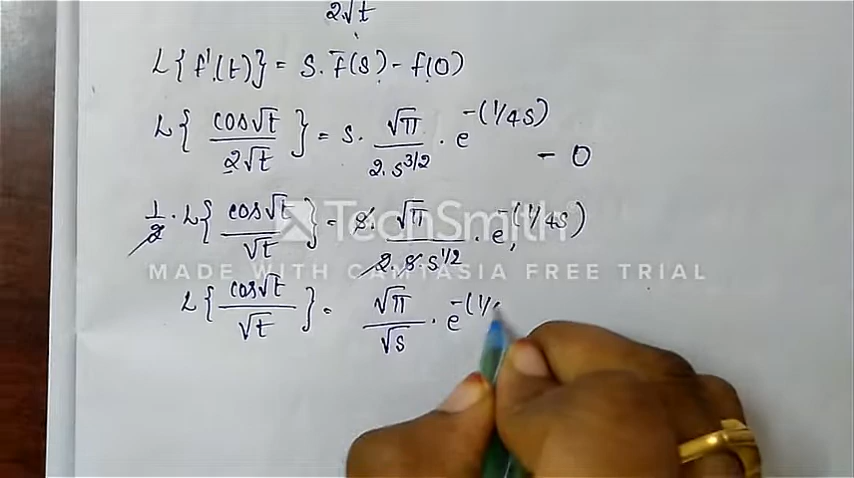 2√t
L{f'(t)} = S. f̄(s) - f(0)
L{ cos√t / 2√t } = s. √π / 2.s^3/2 . e^-(1/4s) - 0
1/2 . L{ cos√t / √t } = s. √π / 2.s.s^1/2 . e^-(1/4s)
TechSmith
MADE WITH CAMTASIA FREE TRIAL
L{ cos√t / √t } = √π / √s . e^-(1/